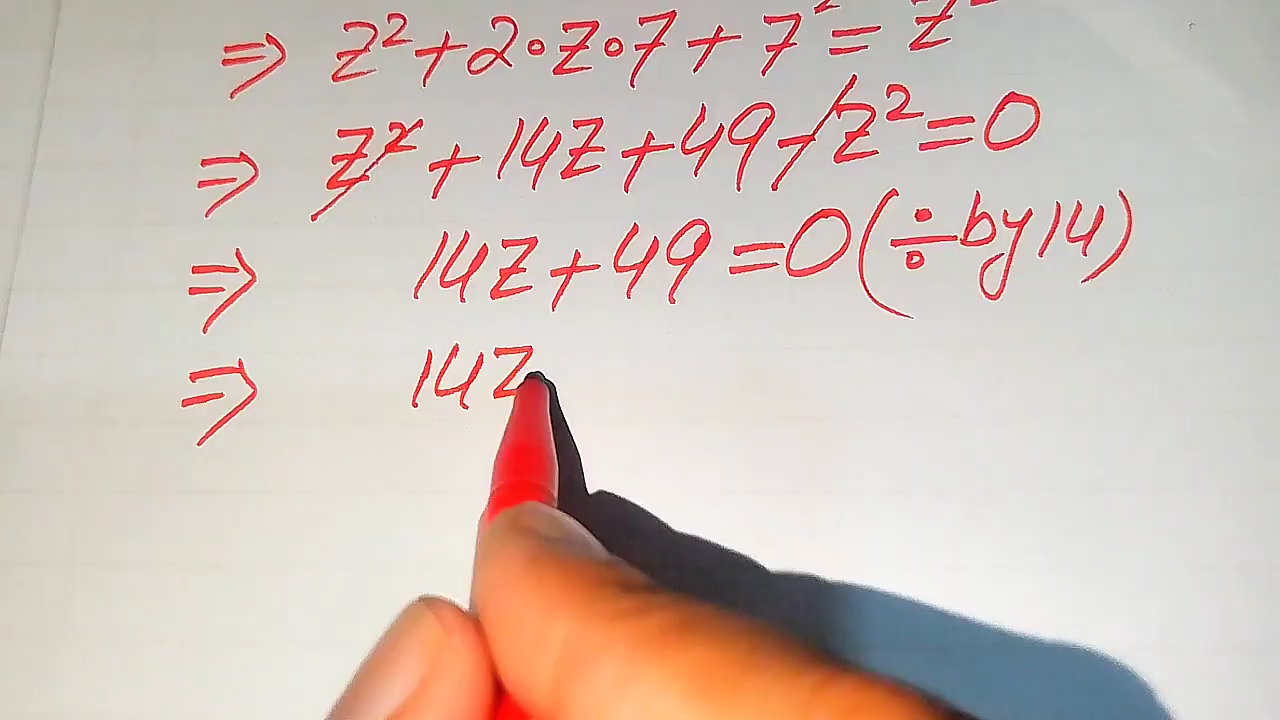 ⇒ z² + 2•z•7 + 7² = z²
⇒ z² + 14z + 49 - z² = 0
⇒ 14z + 49 = 0 (÷ by 14)
⇒ 14z